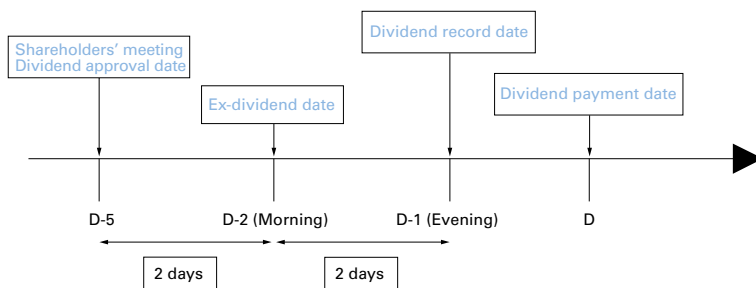 Dividend record date
Shareholders' meeting
Dividend approval date
Ex-dividend date
Dividend payment date
D-5
D-2 (Morning)
D-1 (Evening)
D
2 days
2 days